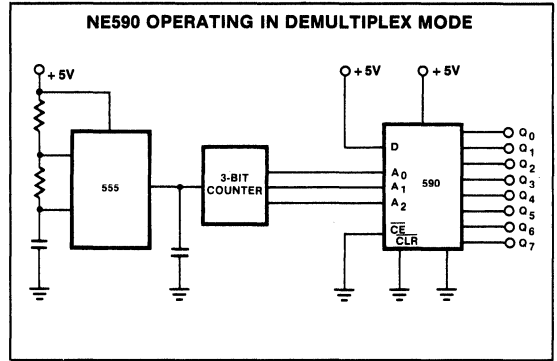 NE590 OPERATING IN DEMULTIPLEX MODE
+5V
+5V
+5V
555
3-BIT
COUNTER
590
D
A0
A1
A2
CE
CLR
Q0
Q1
Q2
Q3
Q4
Q5
Q6
Q7